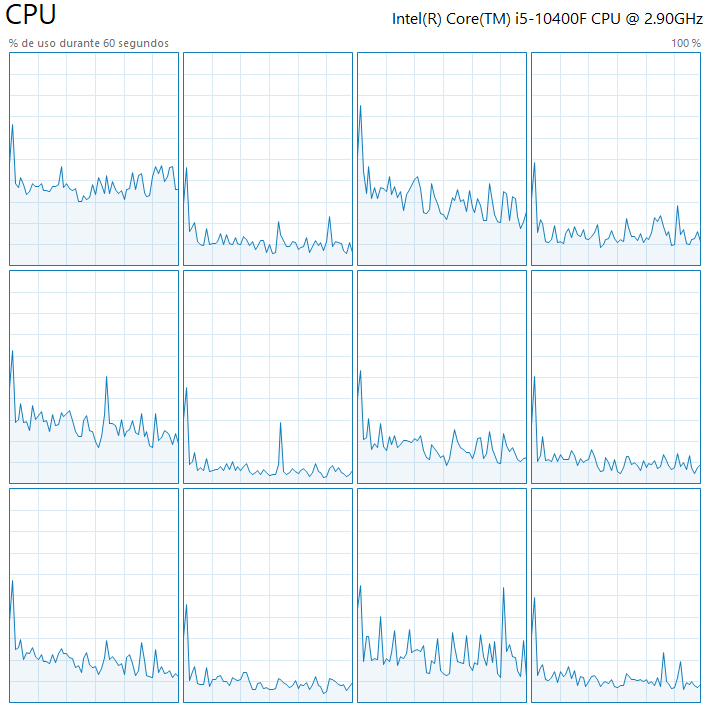 CPU
Intel(R) Core(TM) i5-10400F CPU @ 2.90GHz
% de uso durante 60 segundos
100 %